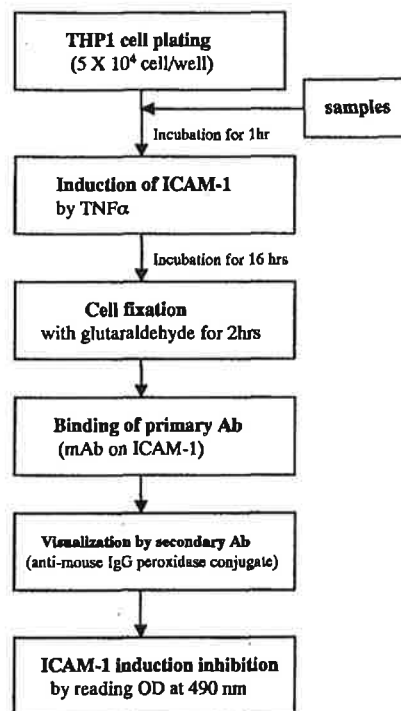 THP1 cell plating
(5 X 10⁴ cell/well)
samples
Incubation for 1hr
Induction of ICAM-1
by TNFα
Incubation for 16 hrs
Cell fixation
with glutaraldehyde for 2hrs
Binding of primary Ab
(mAb on ICAM-1)
Visualization by secondary Ab
(anti-mouse IgG peroxidase conjugate)
ICAM-1 induction inhibition
by reading OD at 490 nm